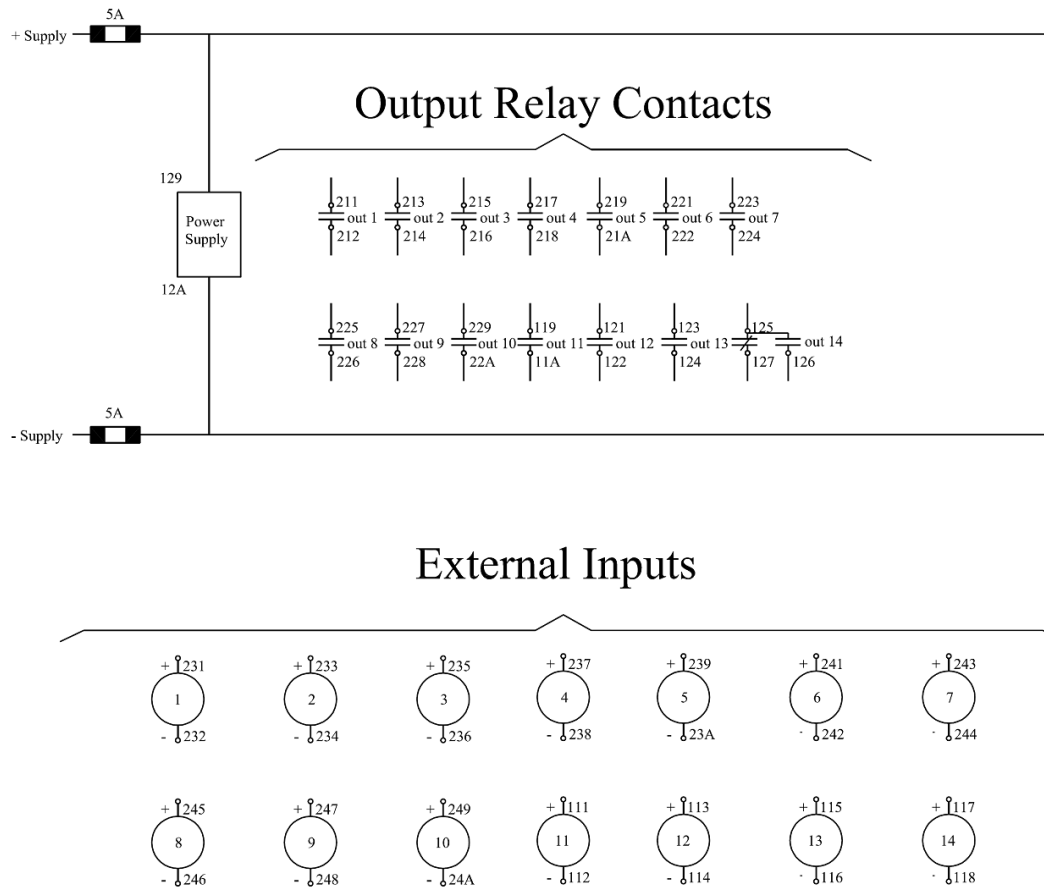 5A
+ Supply
Output Relay Contacts
129
Power
Supply
12A
211 213 215 217 219 221 223
out 1 out 2 out 3 out 4 out 5 out 6 out 7
212 214 216 218 21A 222 224
225 227 229 119 121 123 125
out 8 out 9 out 10 out 11 out 12 out 13 out 14
226 228 22A 11A 122 124 127 126
5A
- Supply
External Inputs
+ 231 + 233 + 235 + 237 + 239 + 241 + 243
1 2 3 4 5 6 7
- 232 - 234 - 236 - 238 - 23A - 242 - 244
+ 245 + 247 + 249 + 111 + 113 + 115 + 117
8 9 10 11 12 13 14
- 246 - 248 - 24A - 112 - 114 - 116 - 118